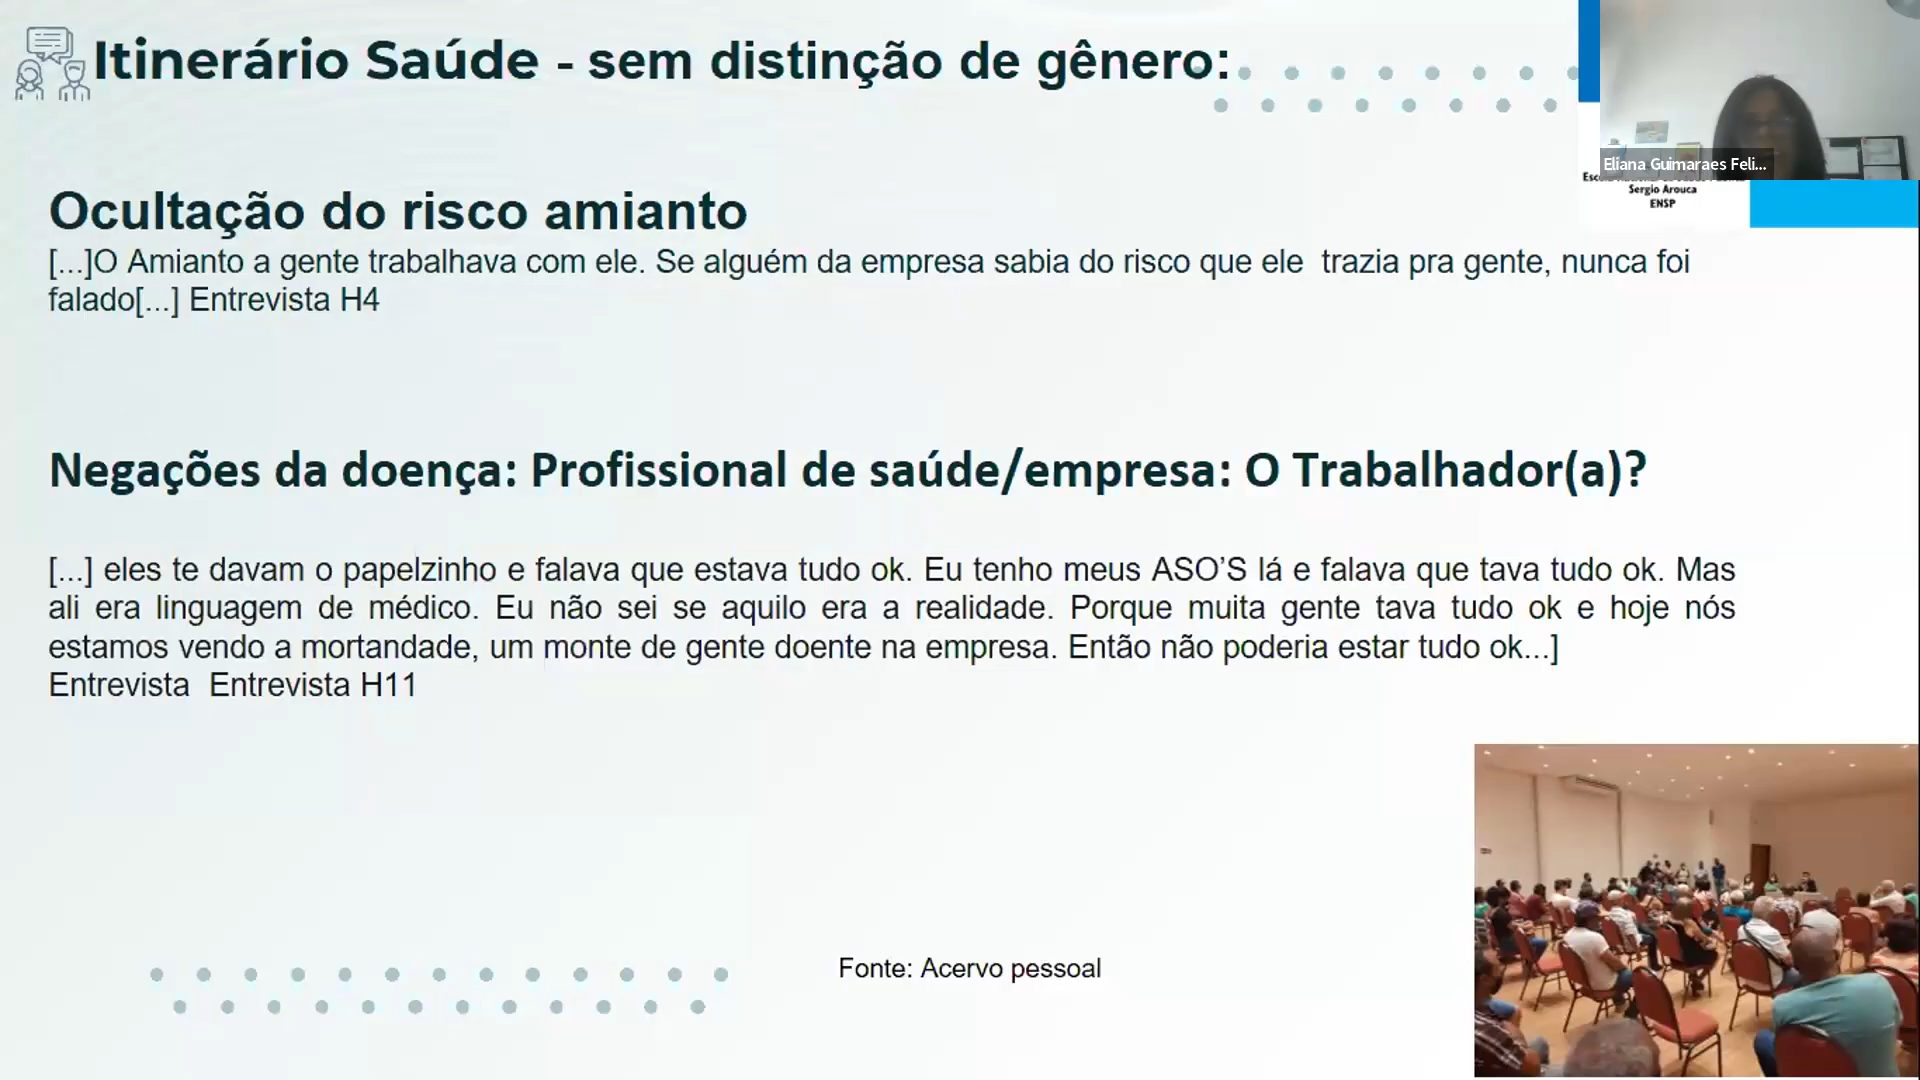 Itinerário Saúde - sem distinção de gênero:
Eliana Guimaraes Feli...
Sergio Arouca
ENSP
Ocultação do risco amianto
[...]O Amianto a gente trabalhava com ele. Se alguém da empresa sabia do risco que ele trazia pra gente, nunca foi
falado[...] Entrevista H4
Negações da doença: Profissional de saúde/empresa: O Trabalhador(a)?
[...] eles te davam o papelzinho e falava que estava tudo ok. Eu tenho meus ASO’S lá e falava que tava tudo ok. Mas
ali era linguagem de médico. Eu não sei se aquilo era a realidade. Porque muita gente tava tudo ok e hoje nós
estamos vendo a mortandade, um monte de gente doente na empresa. Então não poderia estar tudo ok...]
Entrevista Entrevista H11
Fonte: Acervo pessoal